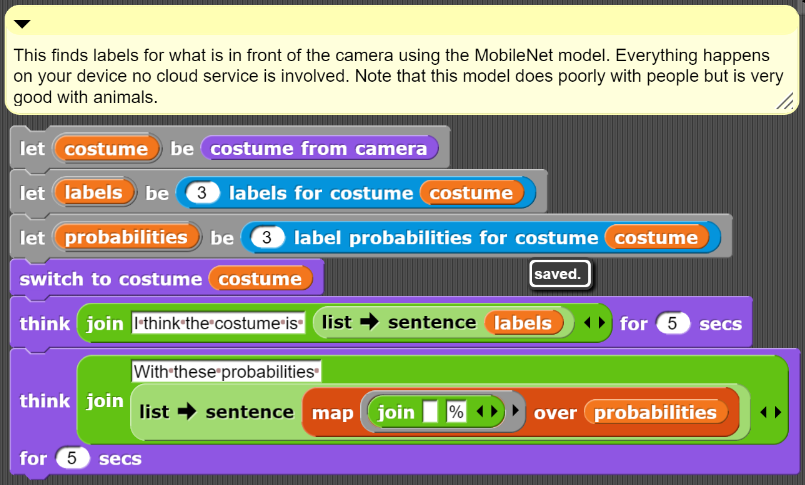 This finds labels for what is in front of the camera using the MobileNet model. Everything happens
on your device no cloud service is involved. Note that this model does poorly with people but is very
good with animals.
let costume be costume from camera
let labels be 3 labels for costume costume
let probabilities be 3 label probabilities for costume costume
switch to costume costume
saved.
think join I·think·the·costume·is· list ➔ sentence labels for 5 secs
With·these·probabilities·
think join list ➔ sentence map join % over probabilities
for 5 secs